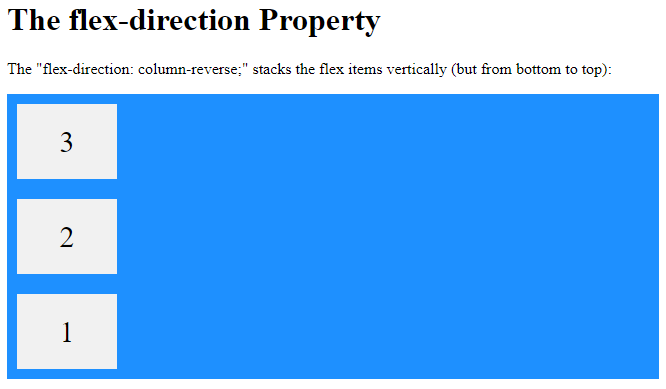 The flex-direction Property
The "flex-direction: column-reverse;" stacks the flex items vertically (but from bottom to top):
3
2
1